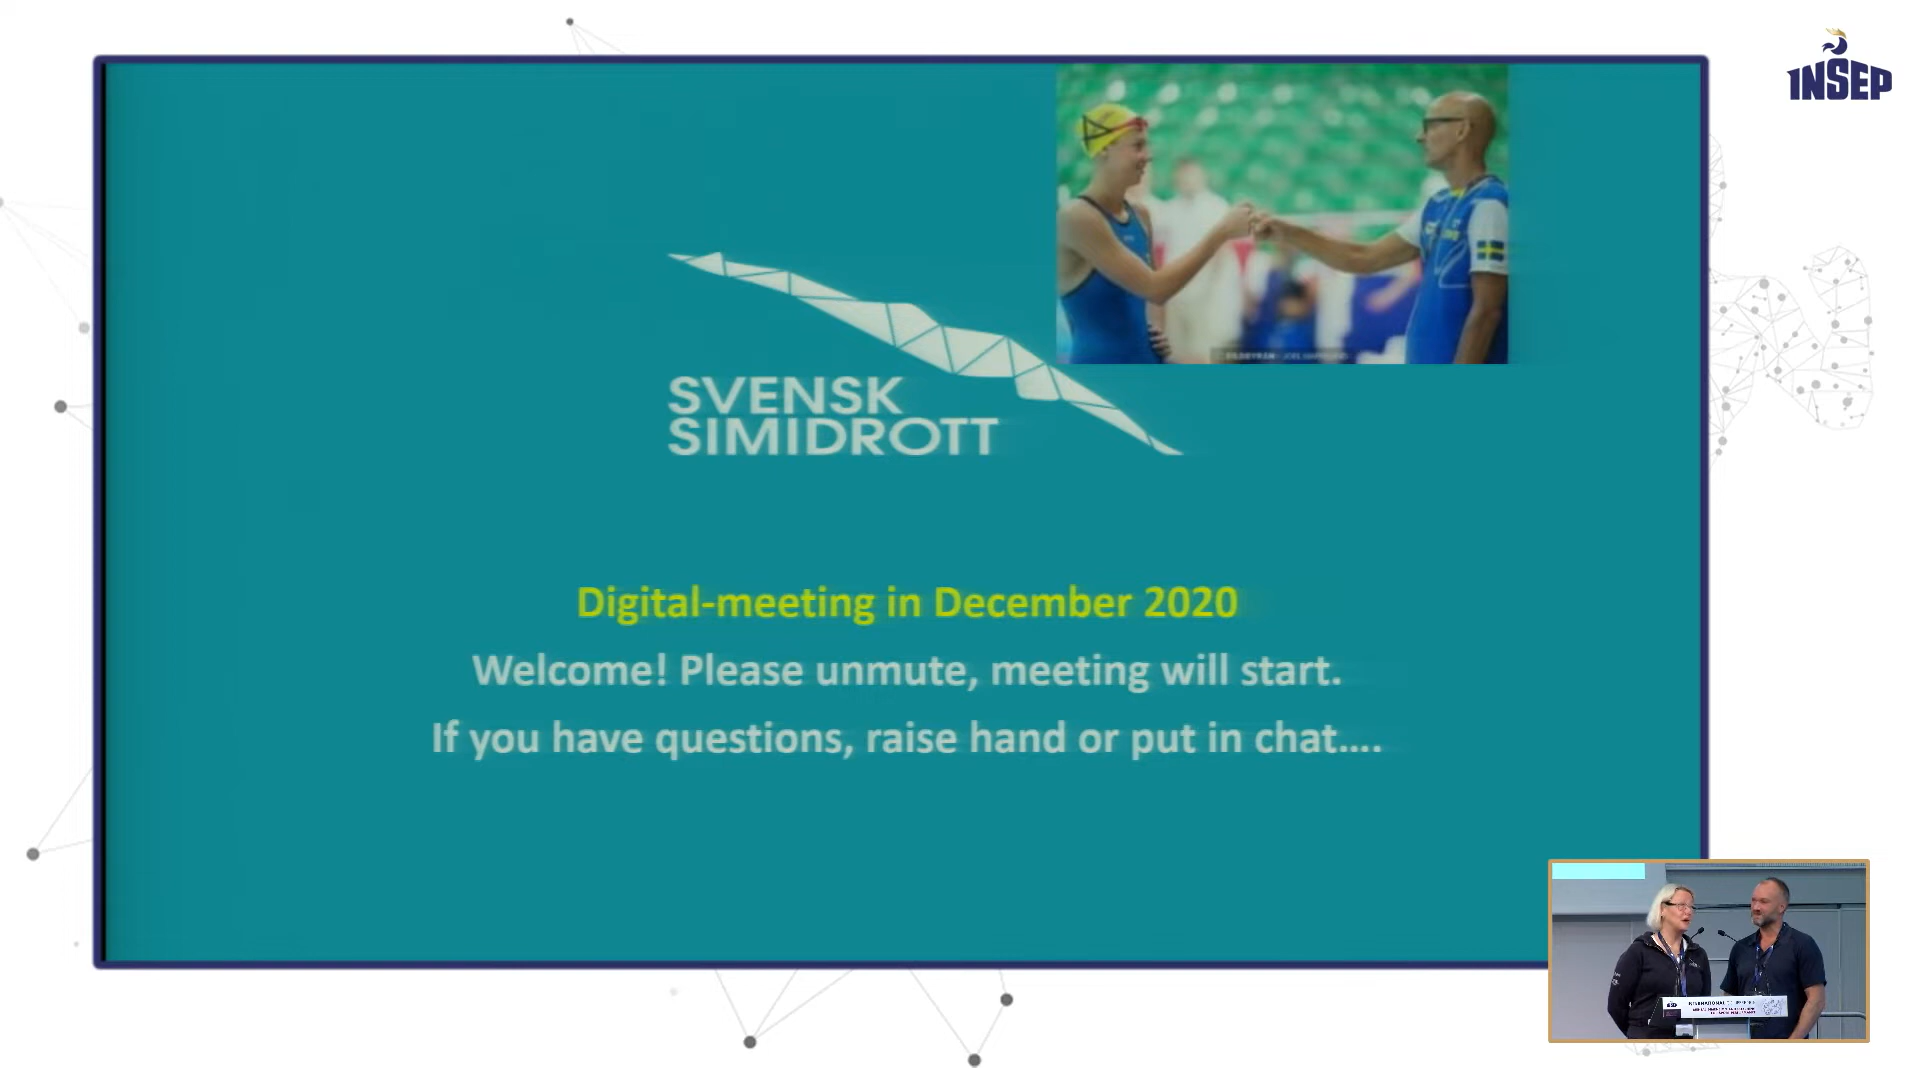 INSEP
SVENSK
SIMIDROTT
Digital-meeting in December 2020
Welcome! Please unmute, meeting will start.
If you have questions, raise hand or put in chat....